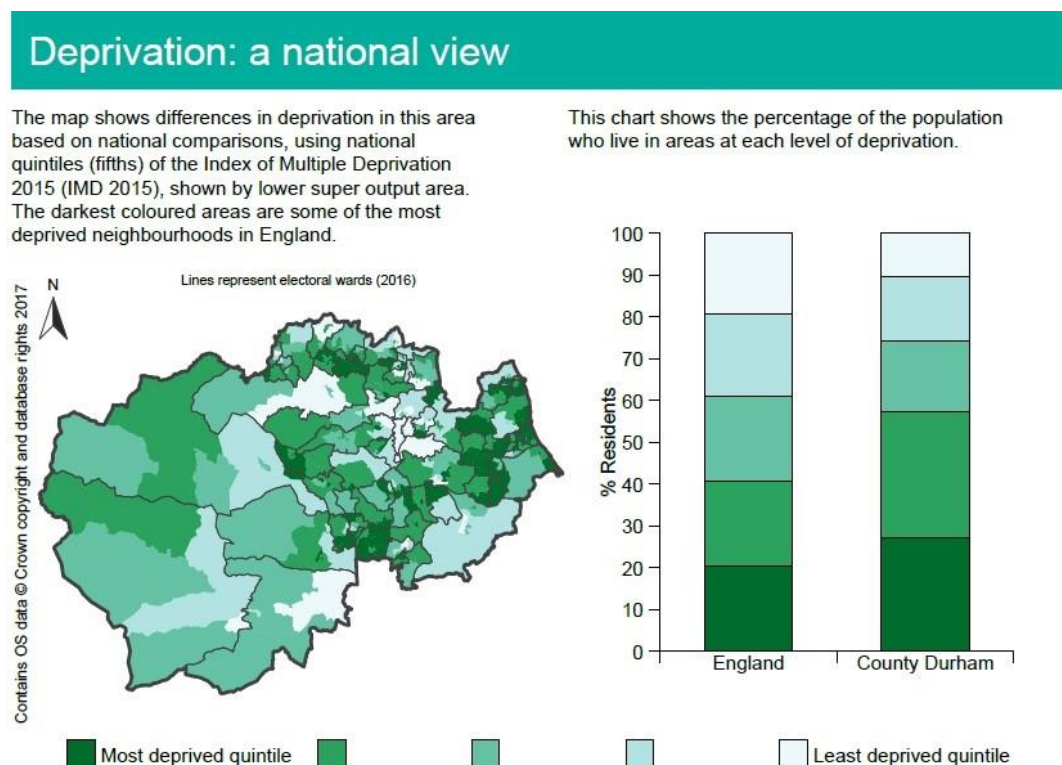 Deprivation: a national view
The map shows differences in deprivation in this area
based on national comparisons, using national
quintiles (fifths) of the Index of Multiple Deprivation
2015 (IMD 2015), shown by lower super output area.
The darkest coloured areas are some of the most
deprived neighbourhoods in England.
This chart shows the percentage of the population
who live in areas at each level of deprivation.
Lines represent electoral wards (2016)
N
Contains OS data © Crown copyright and database rights 2017
% Residents
100
90
80
70
60
50
40
30
20
10
0
England
County Durham
Most deprived quintile
Least deprived quintile